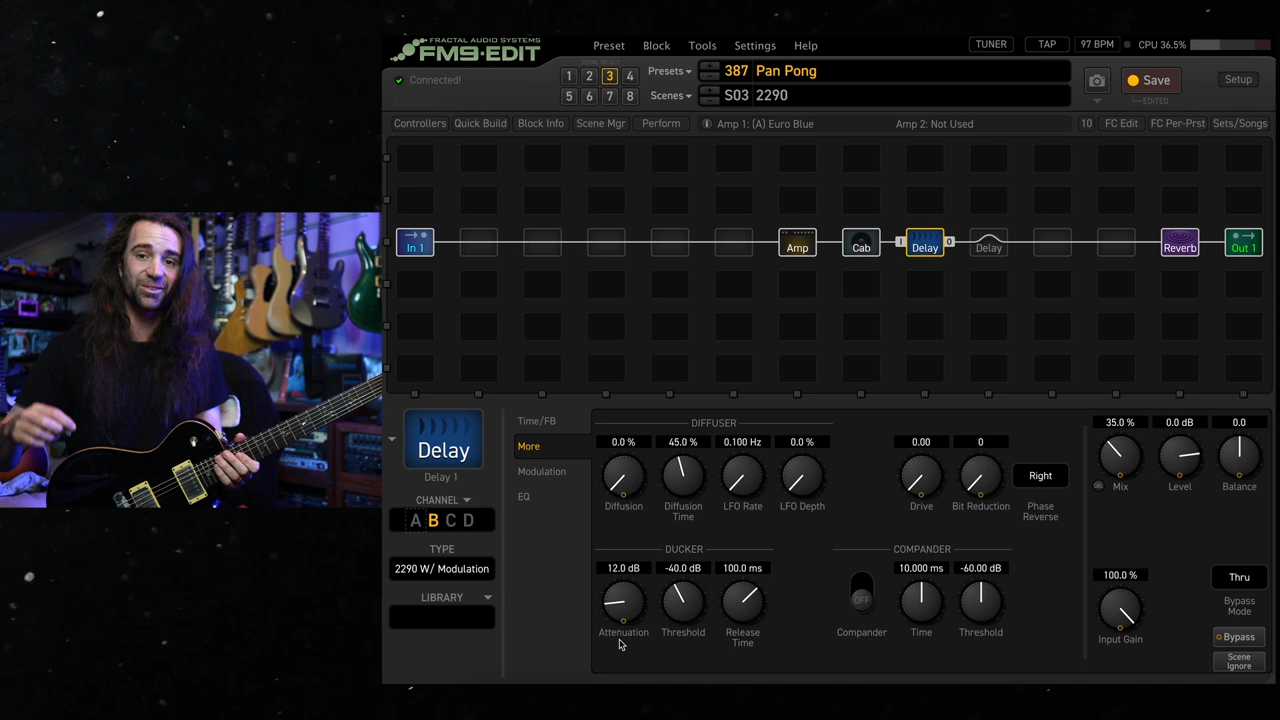 FRACTAL AUDIO SYSTEMS
FM9-EDIT
Preset Block Tools Settings Help
TUNER TAP 97 BPM CPU 36.5%
Connected!
SCENE SELECT
1 2 3 4
5 6 7 8
Presets 387 Pan Pong
Scenes S03 2290
Save
EDITED
Setup
Controllers Quick Build Block Info Scene Mgr Perform
Amp 1: (A) Euro Blue Amp 2: Not Used
10 FC Edit FC Per-Prst Sets/Songs
In 1 Amp Cab I Delay O Delay Reverb Out 1
Delay
Delay 1
CHANNEL
A B C D
TYPE
2290 W/ Modulation
LIBRARY
Time/FB
More
Modulation
EQ
DIFFUSER
0.0 % 45.0 % 0.100 Hz 0.0 %
Diffusion Diffusion Time LFO Rate LFO Depth
0.00 0
Drive Bit Reduction
Right
Phase Reverse
DUCKER
12.0 dB -40.0 dB 100.0 ms
Attenuation Threshold Release Time
COMPANDER
OFF
10.000 ms -60.00 dB
Compander Time Threshold
35.0 % 0.0 dB 0.0
Mix Level Balance
100.0 %
Input Gain
Thru
Bypass Mode
Bypass
Scene Ignore